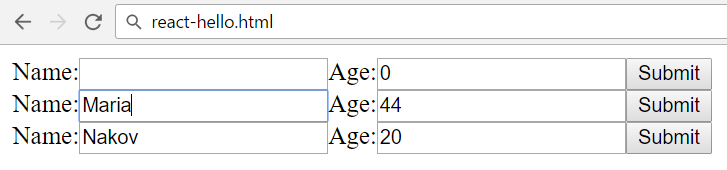 react-hello.html
Name: Age: 0 Submit
Name: Maria Age: 44 Submit
Name: Nakov Age: 20 Submit